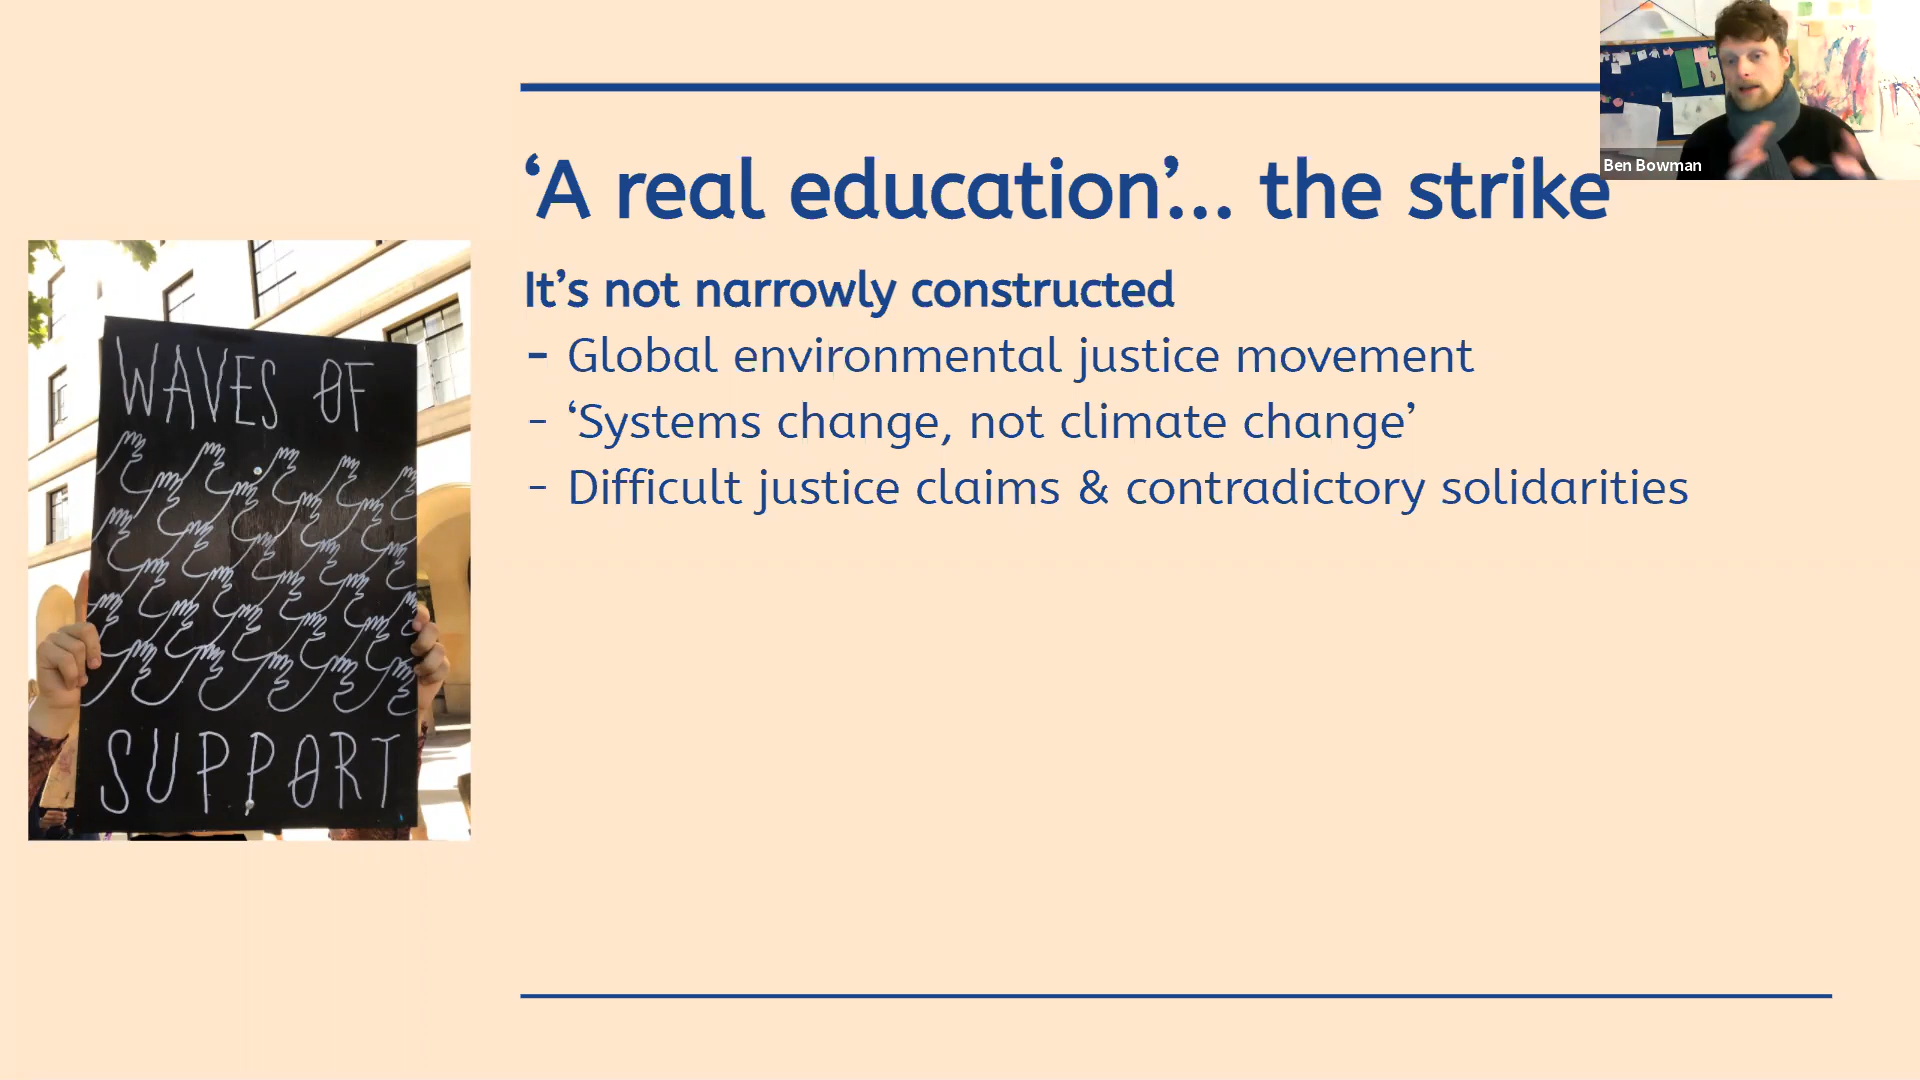 ‘A real education’... the strike
It’s not narrowly constructed
- Global environmental justice movement
- ‘Systems change, not climate change’
- Difficult justice claims & contradictory solidarities
WAVES OF
SUPPORT
Ben Bowman